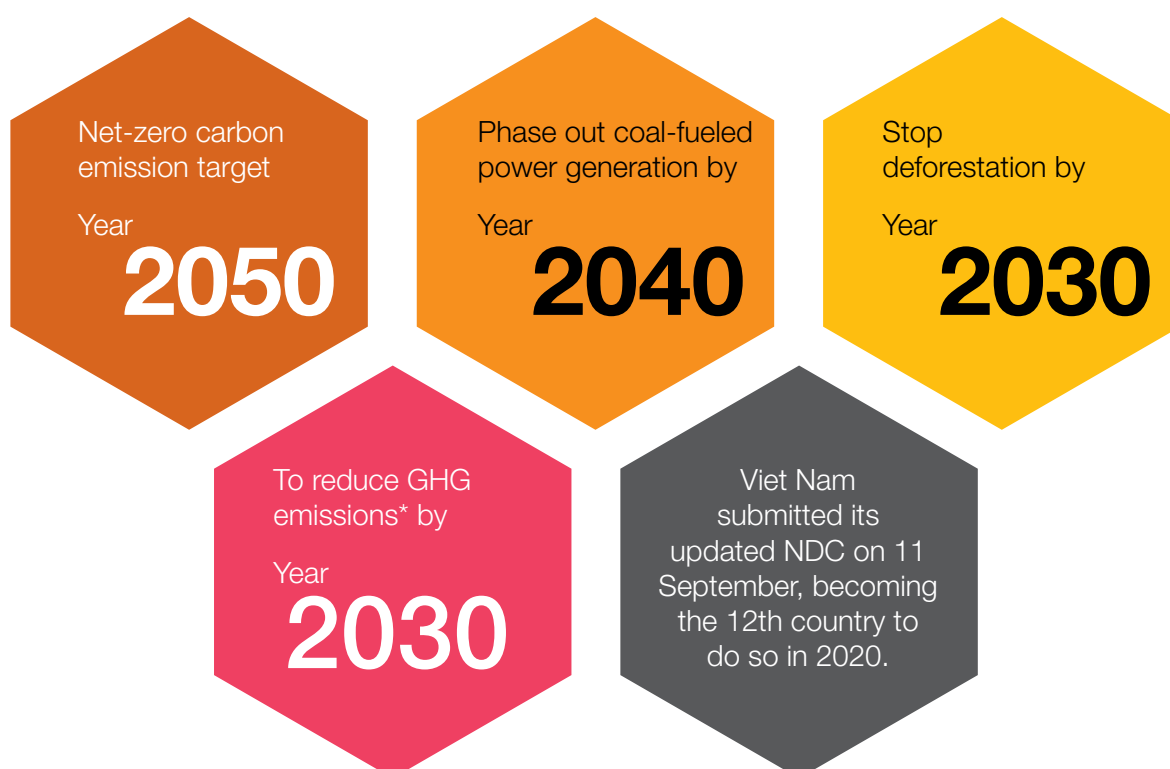 Net-zero carbon
emission target
Year
2050
Phase out coal-fueled
power generation by
Year
2040
Stop
deforestation by
Year
2030
To reduce GHG
emissions* by
Year
2030
Viet Nam
submitted its
updated NDC on 11
September, becoming
the 12th country to
do so in 2020.